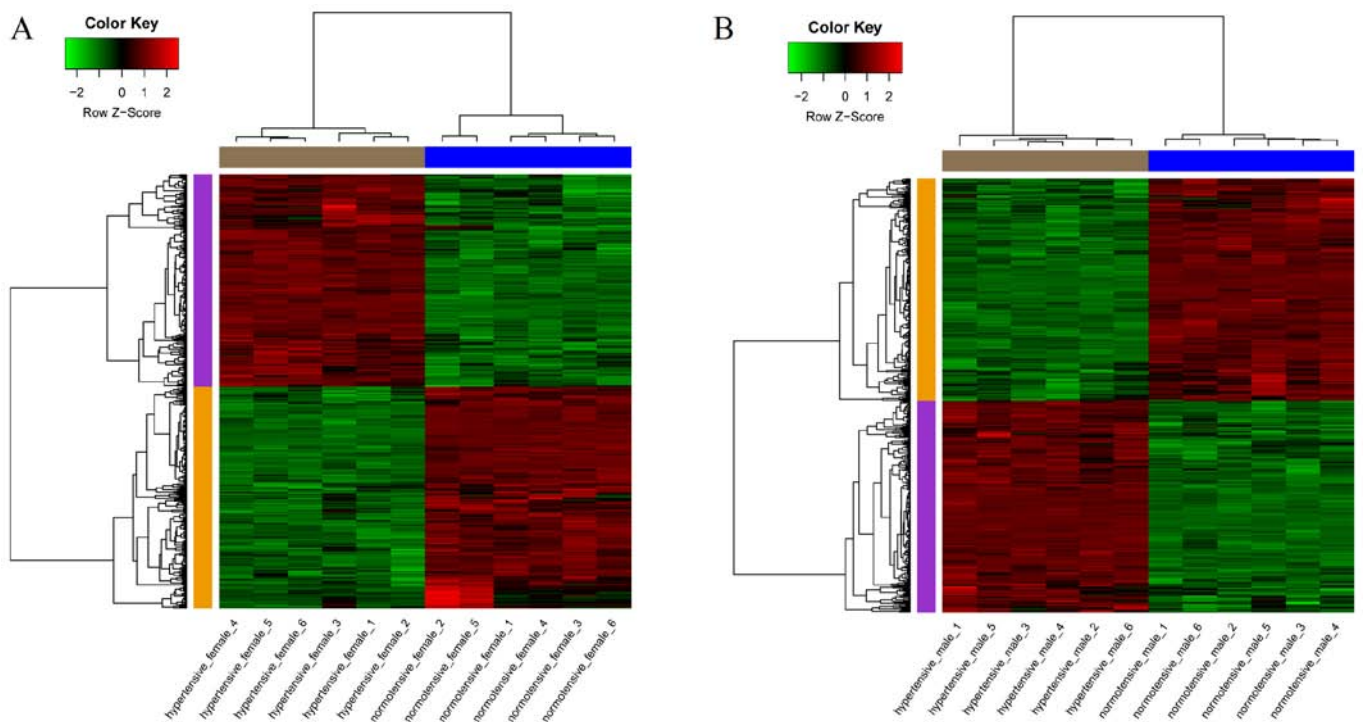 A
Color Key
−2
0
1
2
Row Z−Score
hypertensive_female_4
hypertensive_female_5
hypertensive_female_6
hypertensive_female_3
hypertensive_female_1
hypertensive_female_2
normotensive_female_2
normotensive_female_5
normotensive_female_1
normotensive_female_4
normotensive_female_3
normotensive_female_6
B
Color Key
−2
0
1
2
Row Z−Score
hypertensive_male_1
hypertensive_male_5
hypertensive_male_3
hypertensive_male_4
hypertensive_male_2
hypertensive_male_6
normotensive_male_1
normotensive_male_6
normotensive_male_2
normotensive_male_5
normotensive_male_3
normotensive_male_4